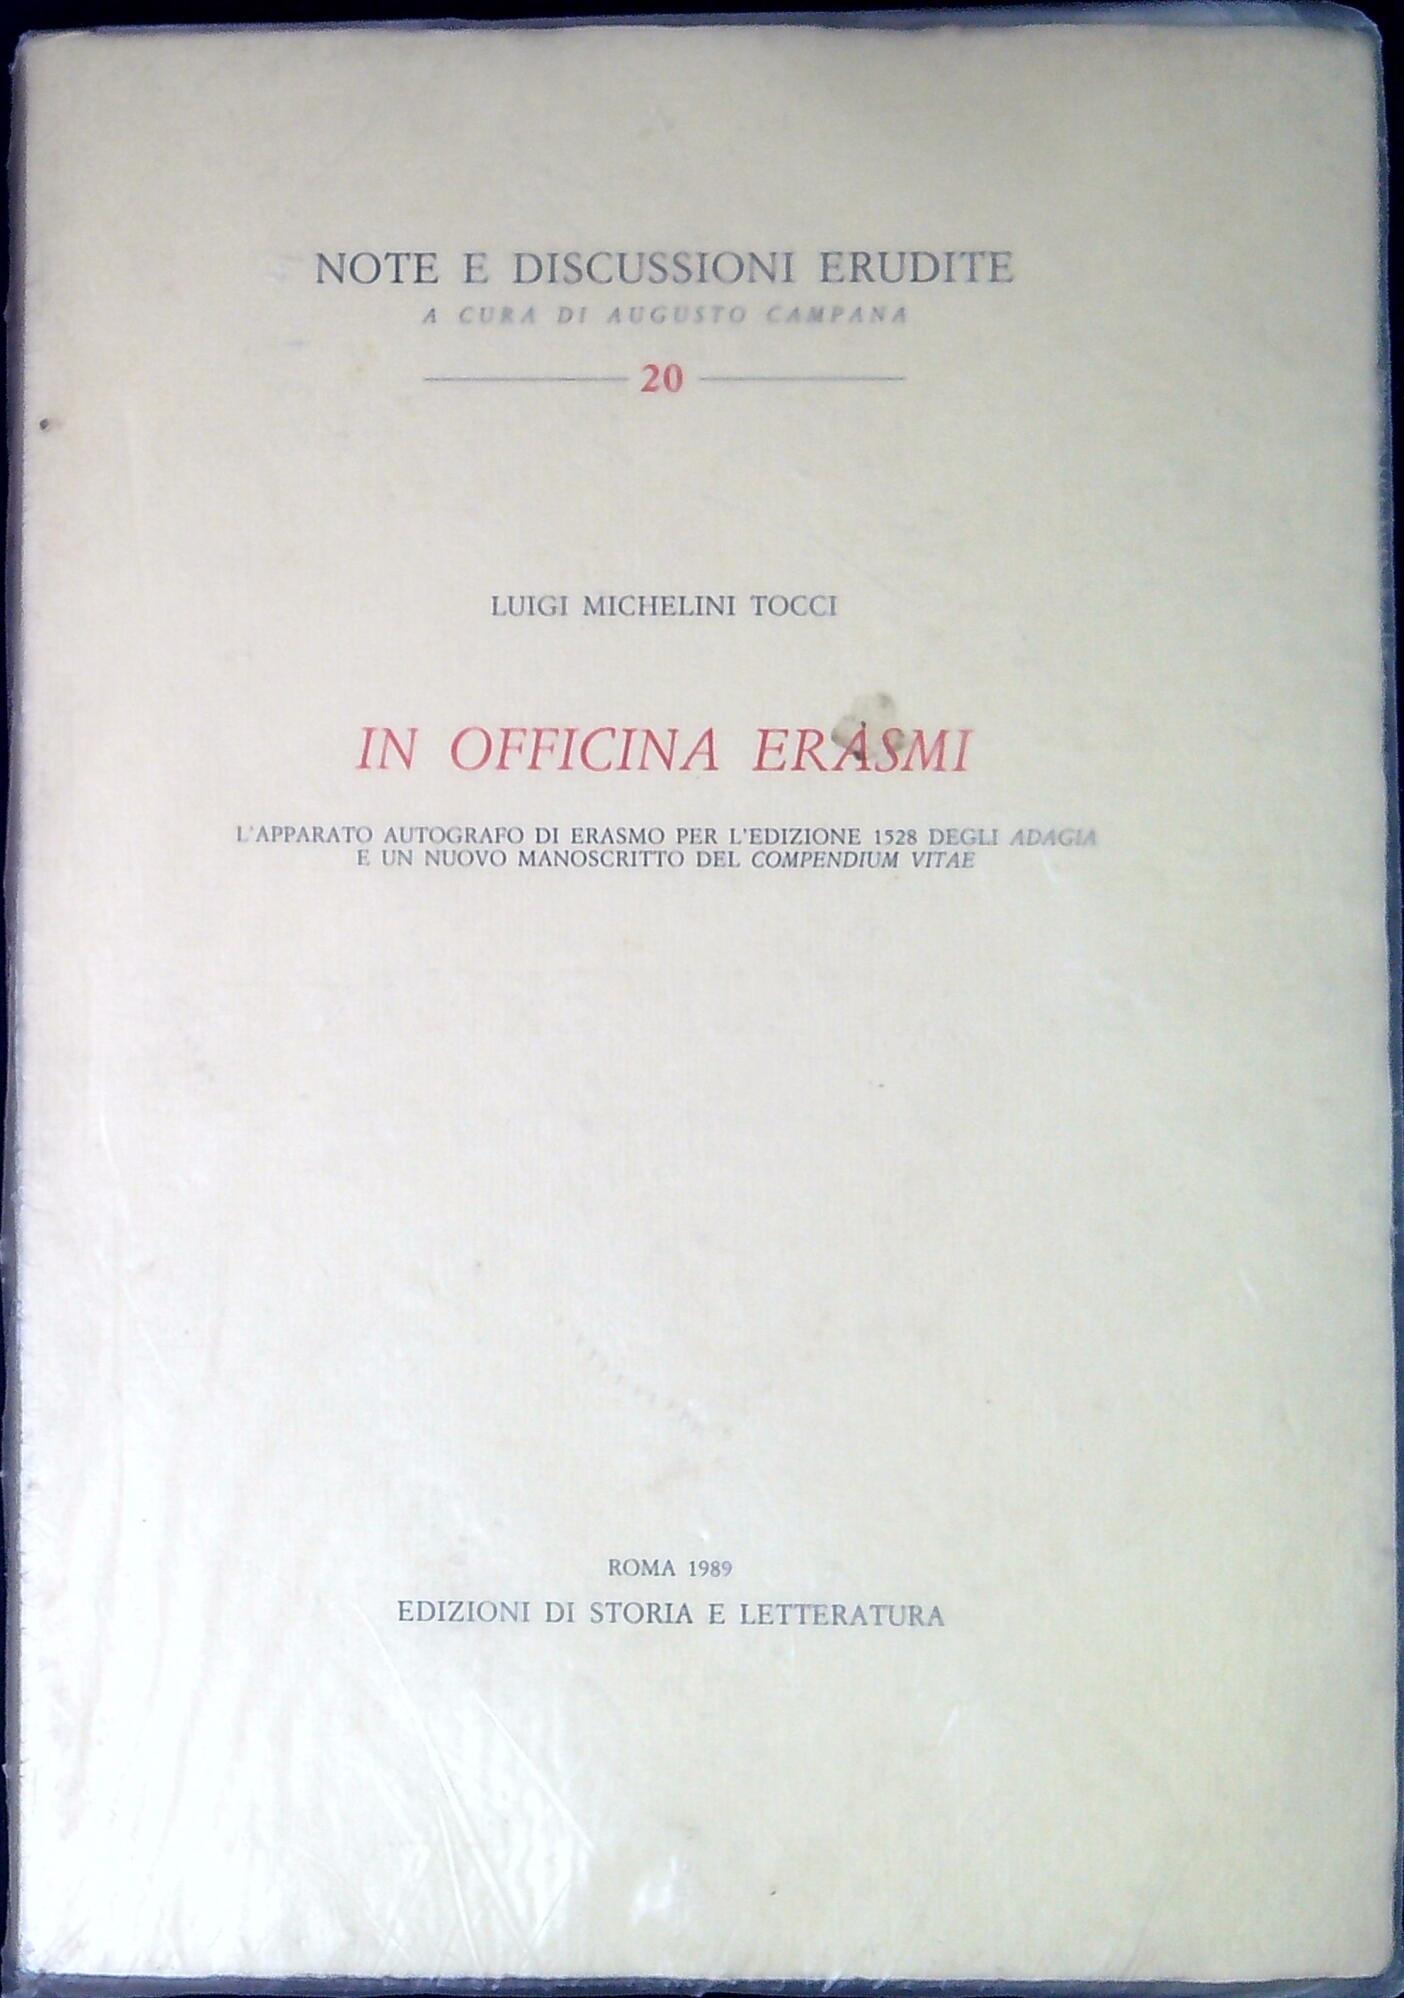 NOTE E DISCUSSIONI ERUDITE
A CURA DI AUGUSTO CAMPANA
20
LUIGI MICHELINI TOCCI
IN OFFICINA ERASMI
L'APPARATO AUTOGRAFO DI ERASMO PER L'EDIZIONE 1528 DEGLI ADAGIA
E UN NUOVO MANOSCRITTO DEL COMPENDIUM VITAE
ROMA 1989
EDIZIONI DI STORIA E LETTERATURA